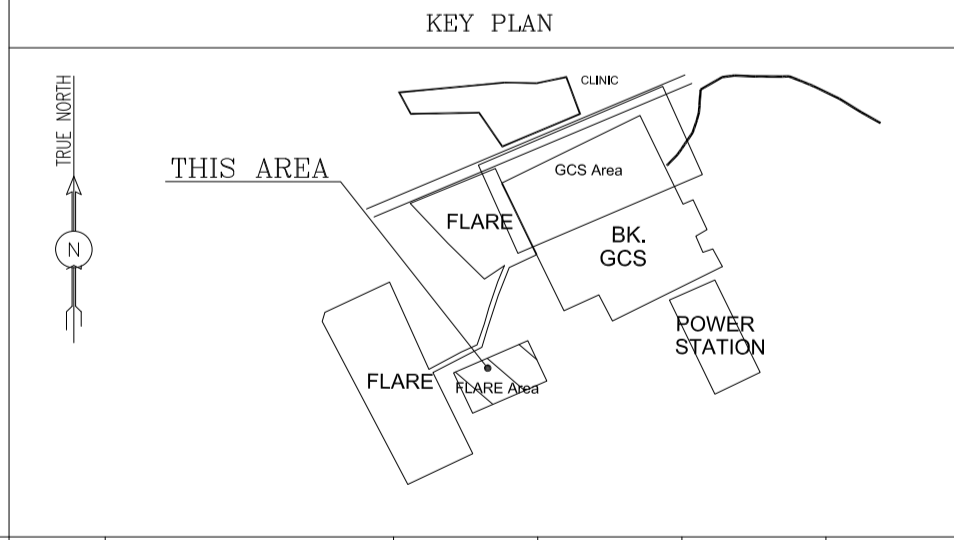 KEY PLAN
TRUE NORTH
N
CLINIC
THIS AREA
GCS Area
FLARE
BK.
GCS
POWER
STATION
FLARE
FLARE Area